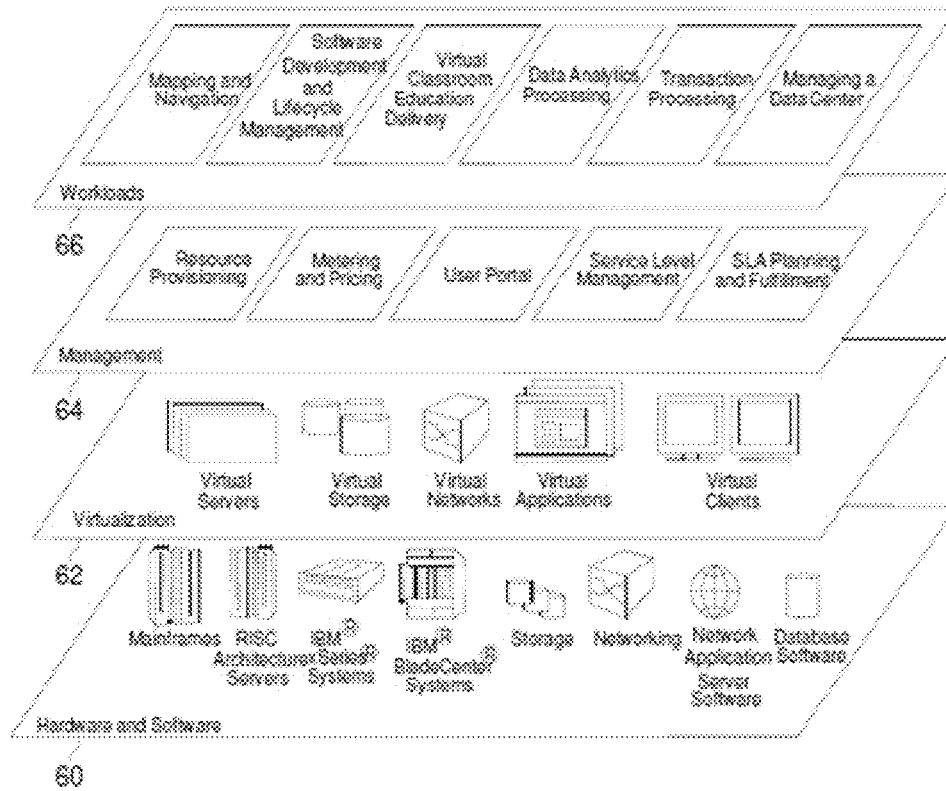 Mapping and
Navigation
Software
Development
and
Lifecycle
Management
Virtual
Classroom
Education
Delivery
Data Analytics
Processing
Transaction
Processing
Managing a
Data Center
Workloads
66
Resource
Provisioning
Metering
and Pricing
User Portal
Service Level
Management
SLA Planning
and Fulfillment
Management
64
Virtual
Servers
Virtual
Storage
Virtual
Networks
Virtual
Applications
Virtual
Clients
Virtualization
62
Mainframes
RISC
Architecture
Servers
IBM®
xSeries®
Systems
IBM®
BladeCenter®
Systems
Storage
Networking
Network
Application
Server
Software
Database
Software
Hardware and Software
60